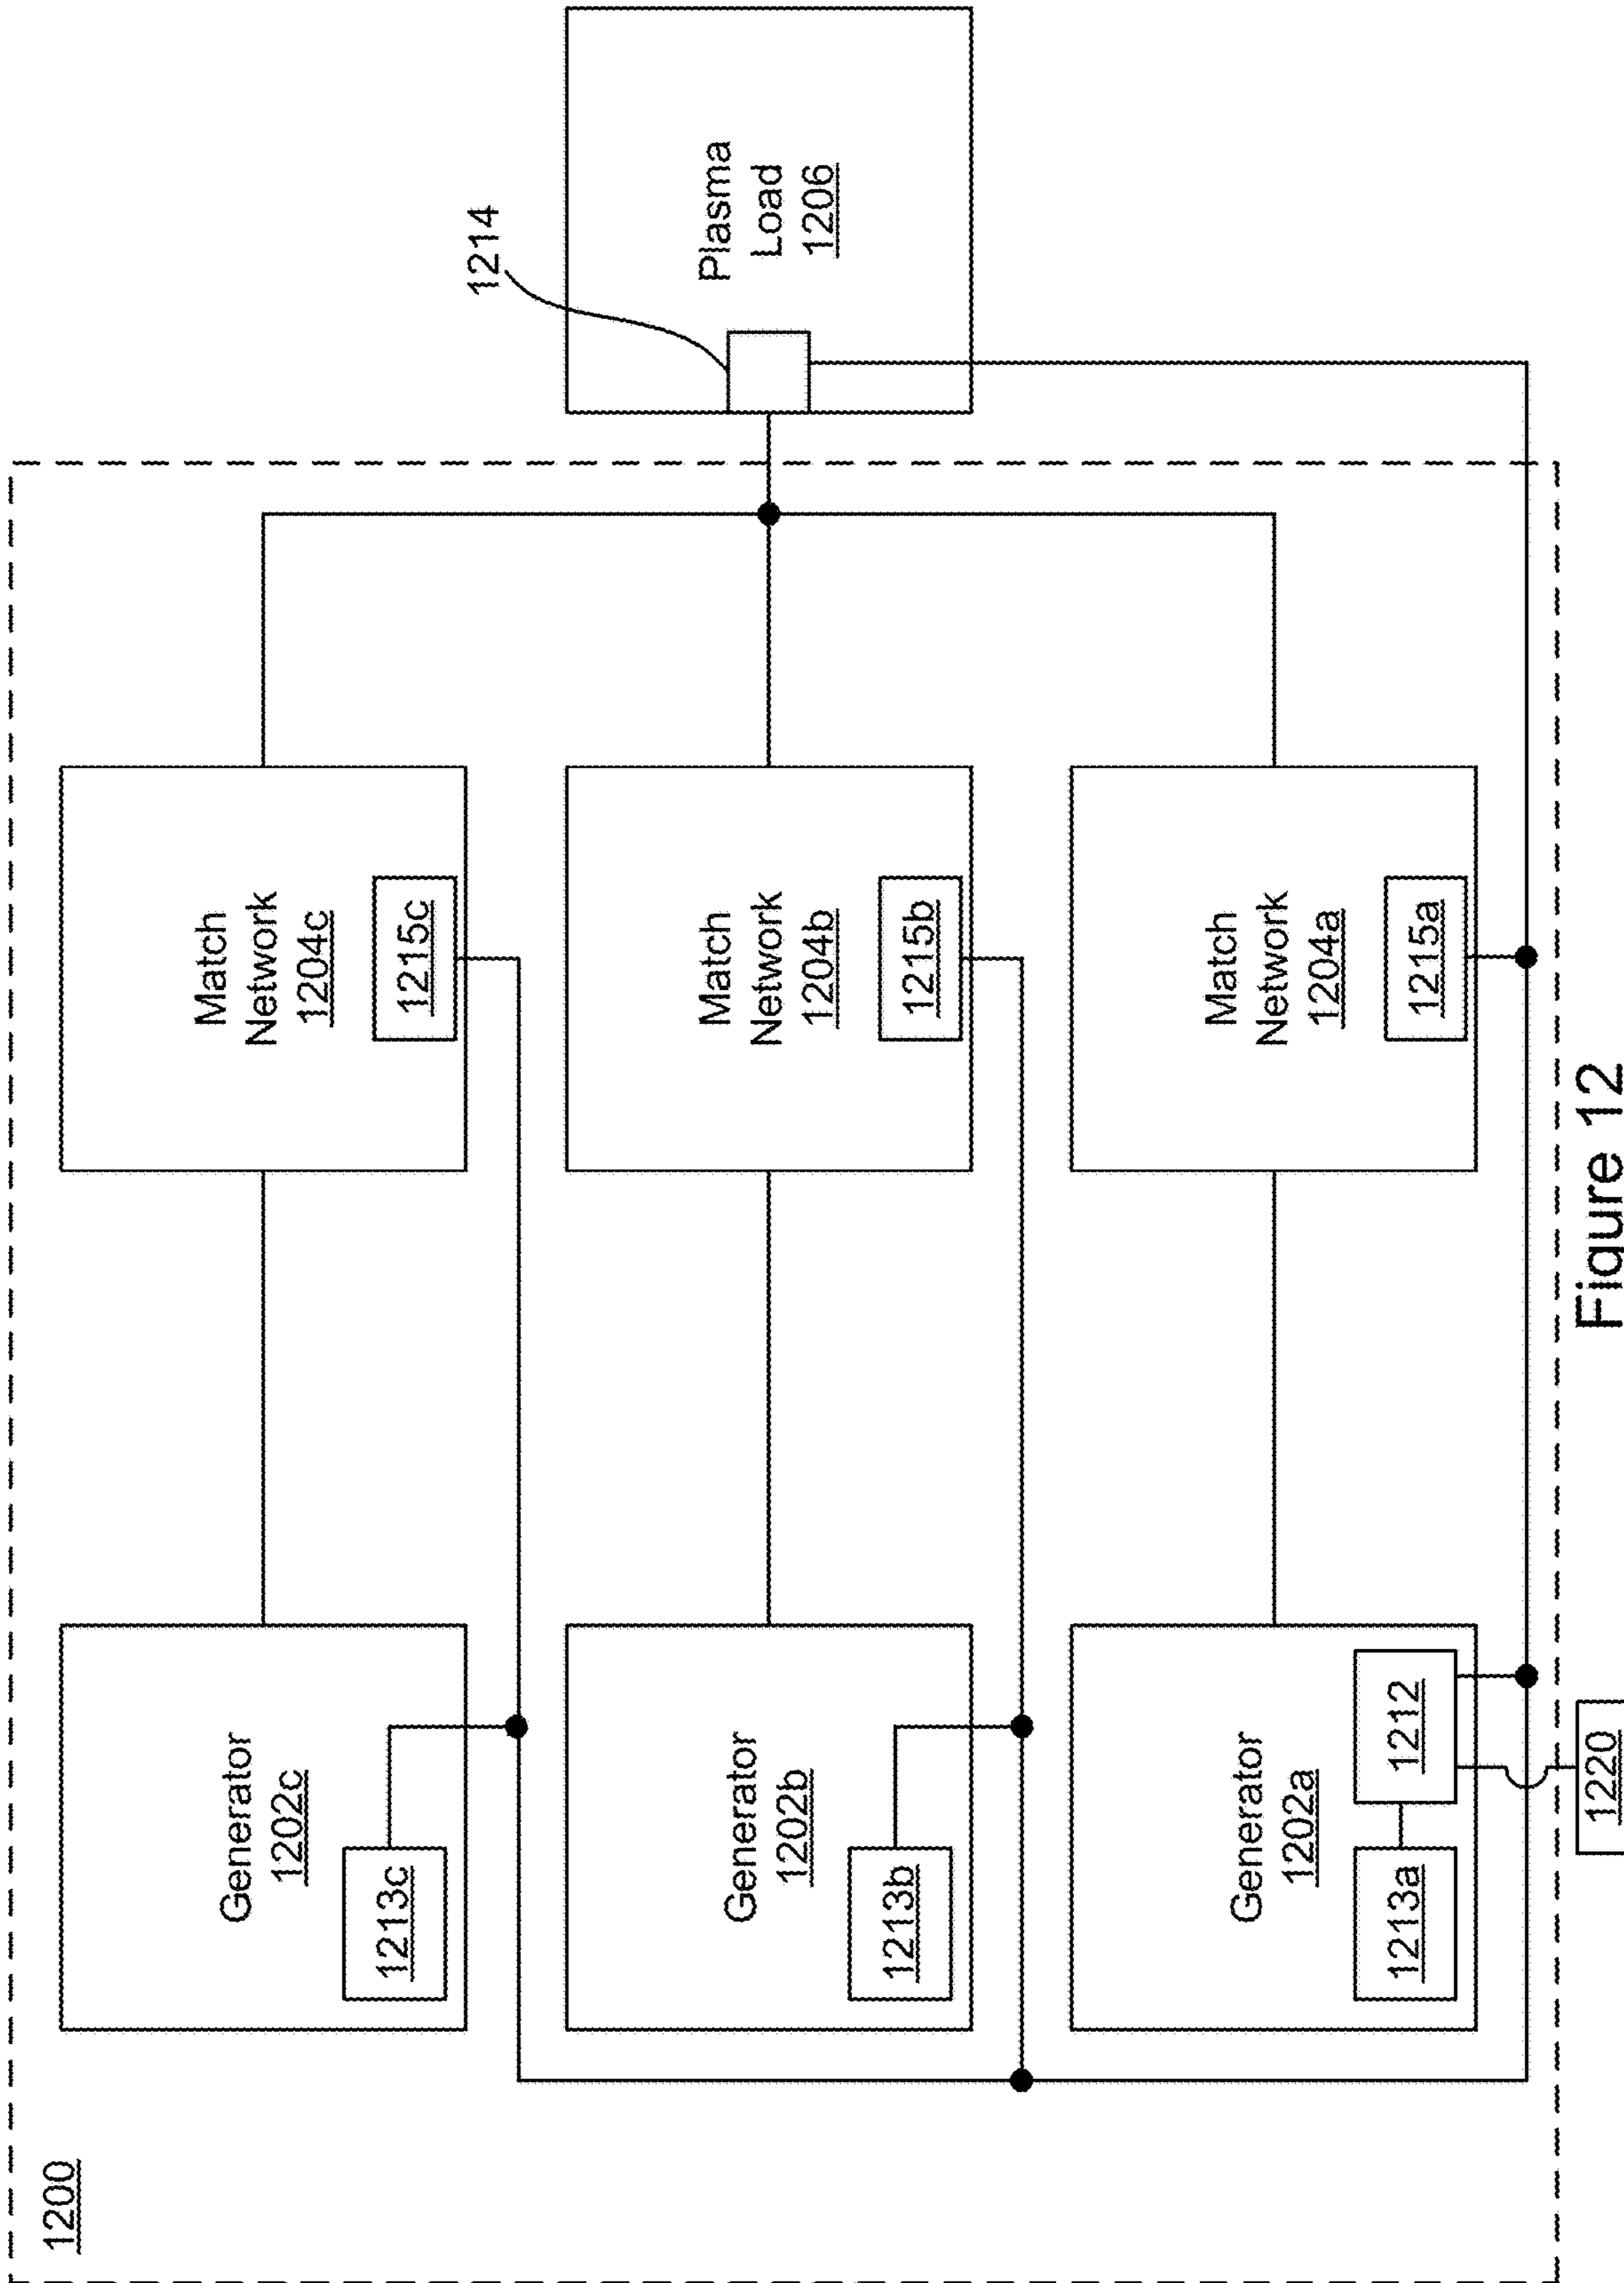 1200
Generator
1202c
1213c
Match
Network
1204c
1215c
1214
Generator
1202b
1213b
Match
Network
1204b
1215b
Plasma
Load
1206
Generator
1202a
1213a
1212
Match
Network
1204a
1215a
1220
Figure 12